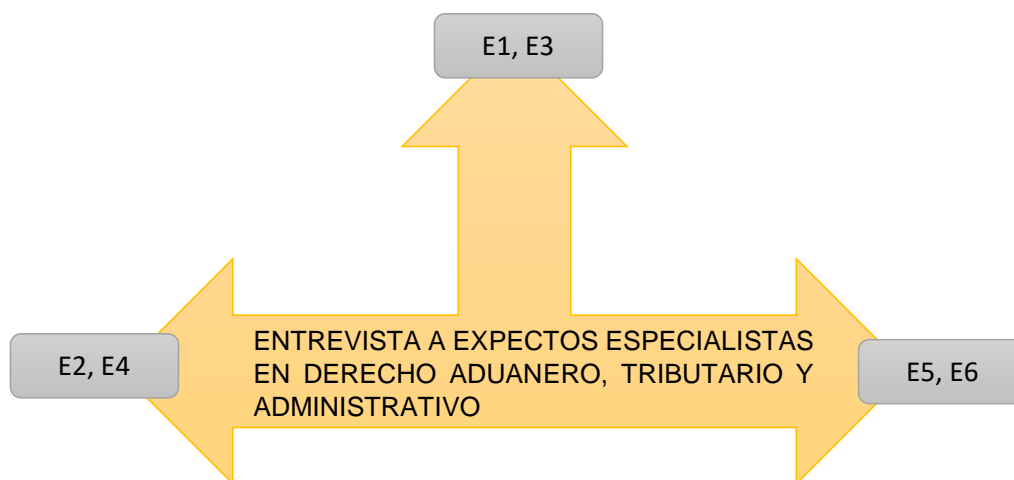 E1, E3
E2, E4
ENTREVISTA A EXPECTOS ESPECIALISTAS
EN DERECHO ADUANERO, TRIBUTARIO Y
ADMINISTRATIVO
E5, E6